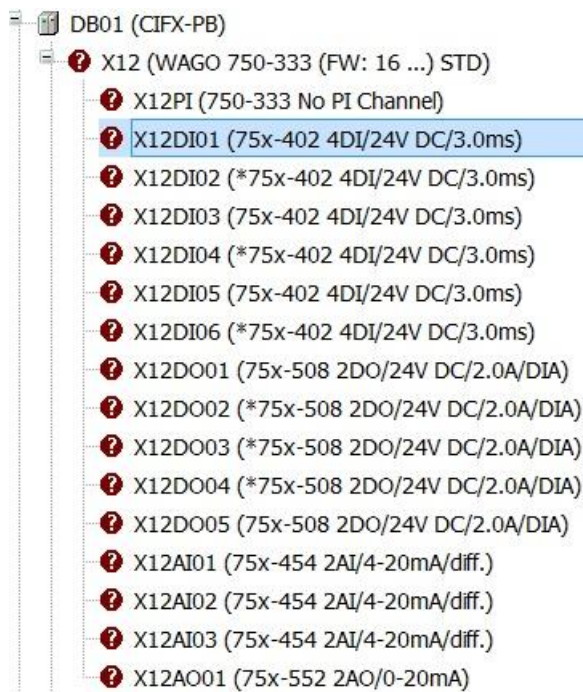 DB01 (CIFX-PB)
X12 (WAGO 750-333 (FW: 16 ...) STD)
X12PI (750-333 No PI Channel)
X12DI01 (75x-402 4DI/24V DC/3.0ms)
X12DI02 (*75x-402 4DI/24V DC/3.0ms)
X12DI03 (75x-402 4DI/24V DC/3.0ms)
X12DI04 (*75x-402 4DI/24V DC/3.0ms)
X12DI05 (75x-402 4DI/24V DC/3.0ms)
X12DI06 (*75x-402 4DI/24V DC/3.0ms)
X12DO01 (75x-508 2DO/24V DC/2.0A/DIA)
X12DO02 (*75x-508 2DO/24V DC/2.0A/DIA)
X12DO03 (*75x-508 2DO/24V DC/2.0A/DIA)
X12DO04 (*75x-508 2DO/24V DC/2.0A/DIA)
X12DO05 (75x-508 2DO/24V DC/2.0A/DIA)
X12AI01 (75x-454 2AI/4-20mA/diff.)
X12AI02 (75x-454 2AI/4-20mA/diff.)
X12AI03 (75x-454 2AI/4-20mA/diff.)
X12AO01 (75x-552 2AO/0-20mA)